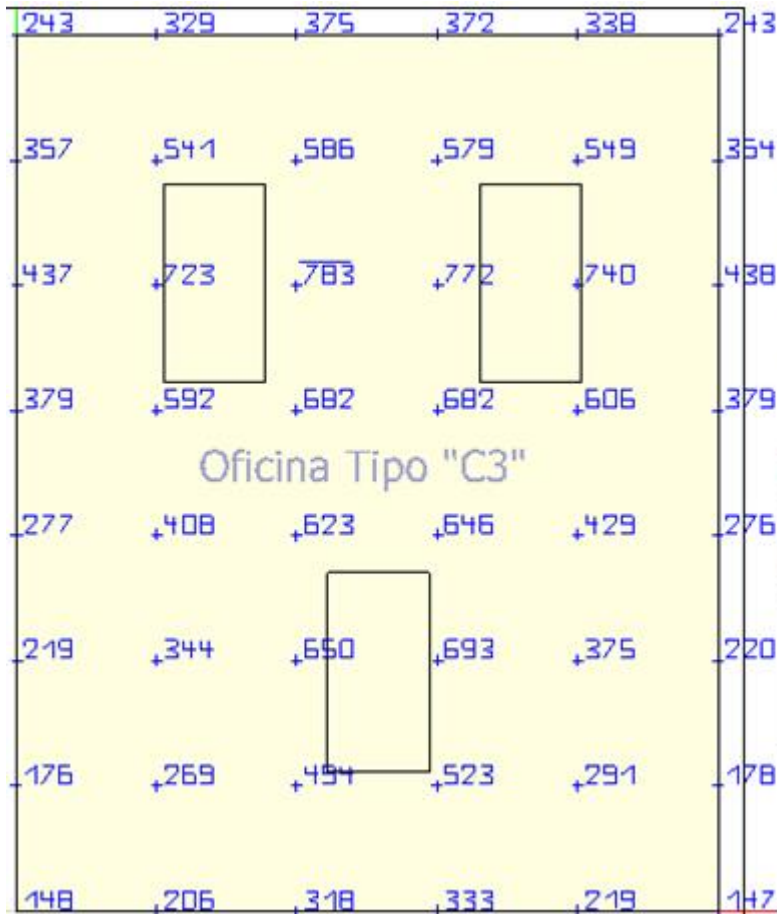 243 329 375 372 338 243
357 541 586 579 549 354
437 723 783 772 740 438
379 592 682 682 606 379
Oficina Tipo "C3"
277 408 623 646 429 276
219 344 650 693 375 220
176 269 494 523 291 178
148 206 318 333 219 147